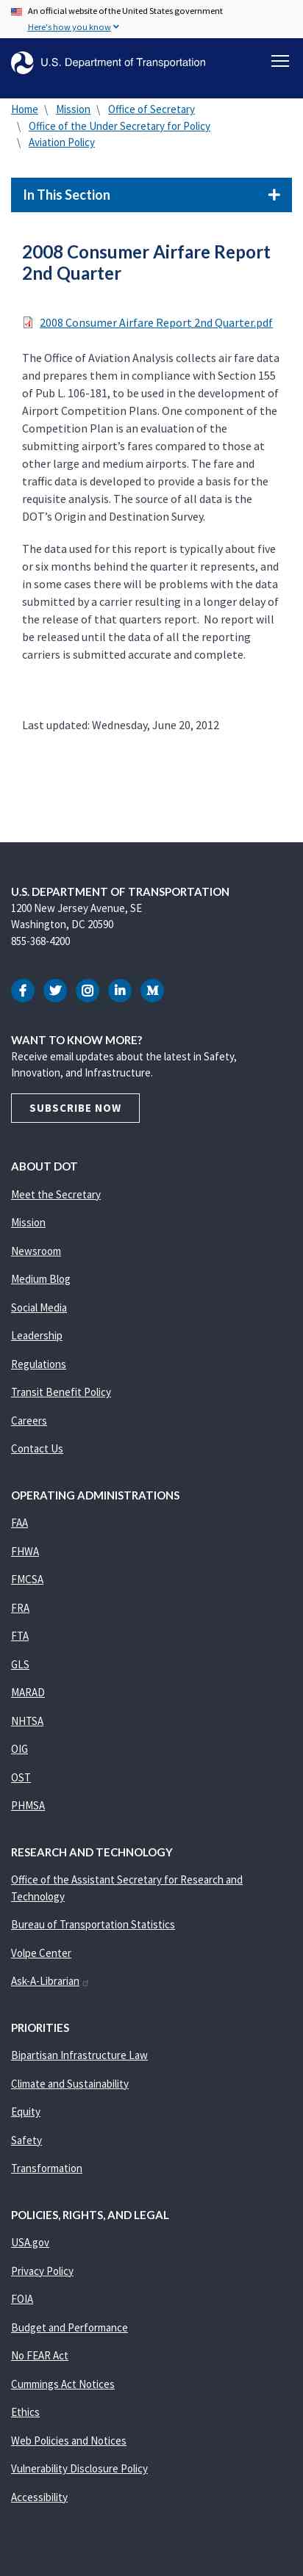 An official website of the United States government
Here's how you know
U.S. Department of Transportation
Home \ Mission \ Office of Secretary
\ Office of the Under Secretary for Policy
\ Aviation Policy
In This Section
2008 Consumer Airfare Report
2nd Quarter
2008 Consumer Airfare Report 2nd Quarter.pdf
The Office of Aviation Analysis collects air fare data
and prepares them in compliance with Section 155
of Pub L. 106-181, to meet the development of
Airport Competition Plans. One component of the
Competition Plan is an evaluation of the
submitting airport's fares compared to those at
other airports of similar demographics. The fare and
traffic data is developed to provide a basis for the
requisite analysis. The source of all data is the
DOT's Origin and Destination Survey.
The data used for this report is typically about five
or six months behind the quarter it represents, and
in some cases there will be problems with the data
submitted by a carrier resulting in a longer delay of
the release of that quarters report. No report will
be released until the data of all the reporting
carriers is submitted accurate and complete.
Last updated: Wednesday, June 20, 2012
U.S. DEPARTMENT OF TRANSPORTATION
1200 New Jersey Avenue, SE
Washington, DC 20590
855-368-4200
WANT TO KNOW MORE?
Receive email updates about the latest in Safety,
Innovation, and Infrastructure.
SUBSCRIBE NOW
ABOUT DOT
Meet the Secretary
Mission
Newsroom
Medium Blog
Social Media
Leadership
Regulations
Transit Benefit Policy
Careers
Contact Us
OPERATING ADMINISTRATIONS
FAA
FHWA
FMCSA
FRA
FTA
GLS
MARAD
NHTSA
OIG
OST
PHMSA
RESEARCH AND TECHNOLOGY
Office of the Assistant Secretary for Research and
Technology
Bureau of Transportation Statistics
Volpe Center
Ask-A-Librarian
PRIORITIES
Bipartisan Infrastructure Law
Climate and Sustainability
Equity
Safety
Transformation
POLICIES, RIGHTS, AND LEGAL
USA.gov
Privacy Policy
FOIA
Budget and Performance
No FEAR Act
Cummings Act Notices
Ethics
Web Policies and Notices
Vulnerability Disclosure Policy
Accessibility